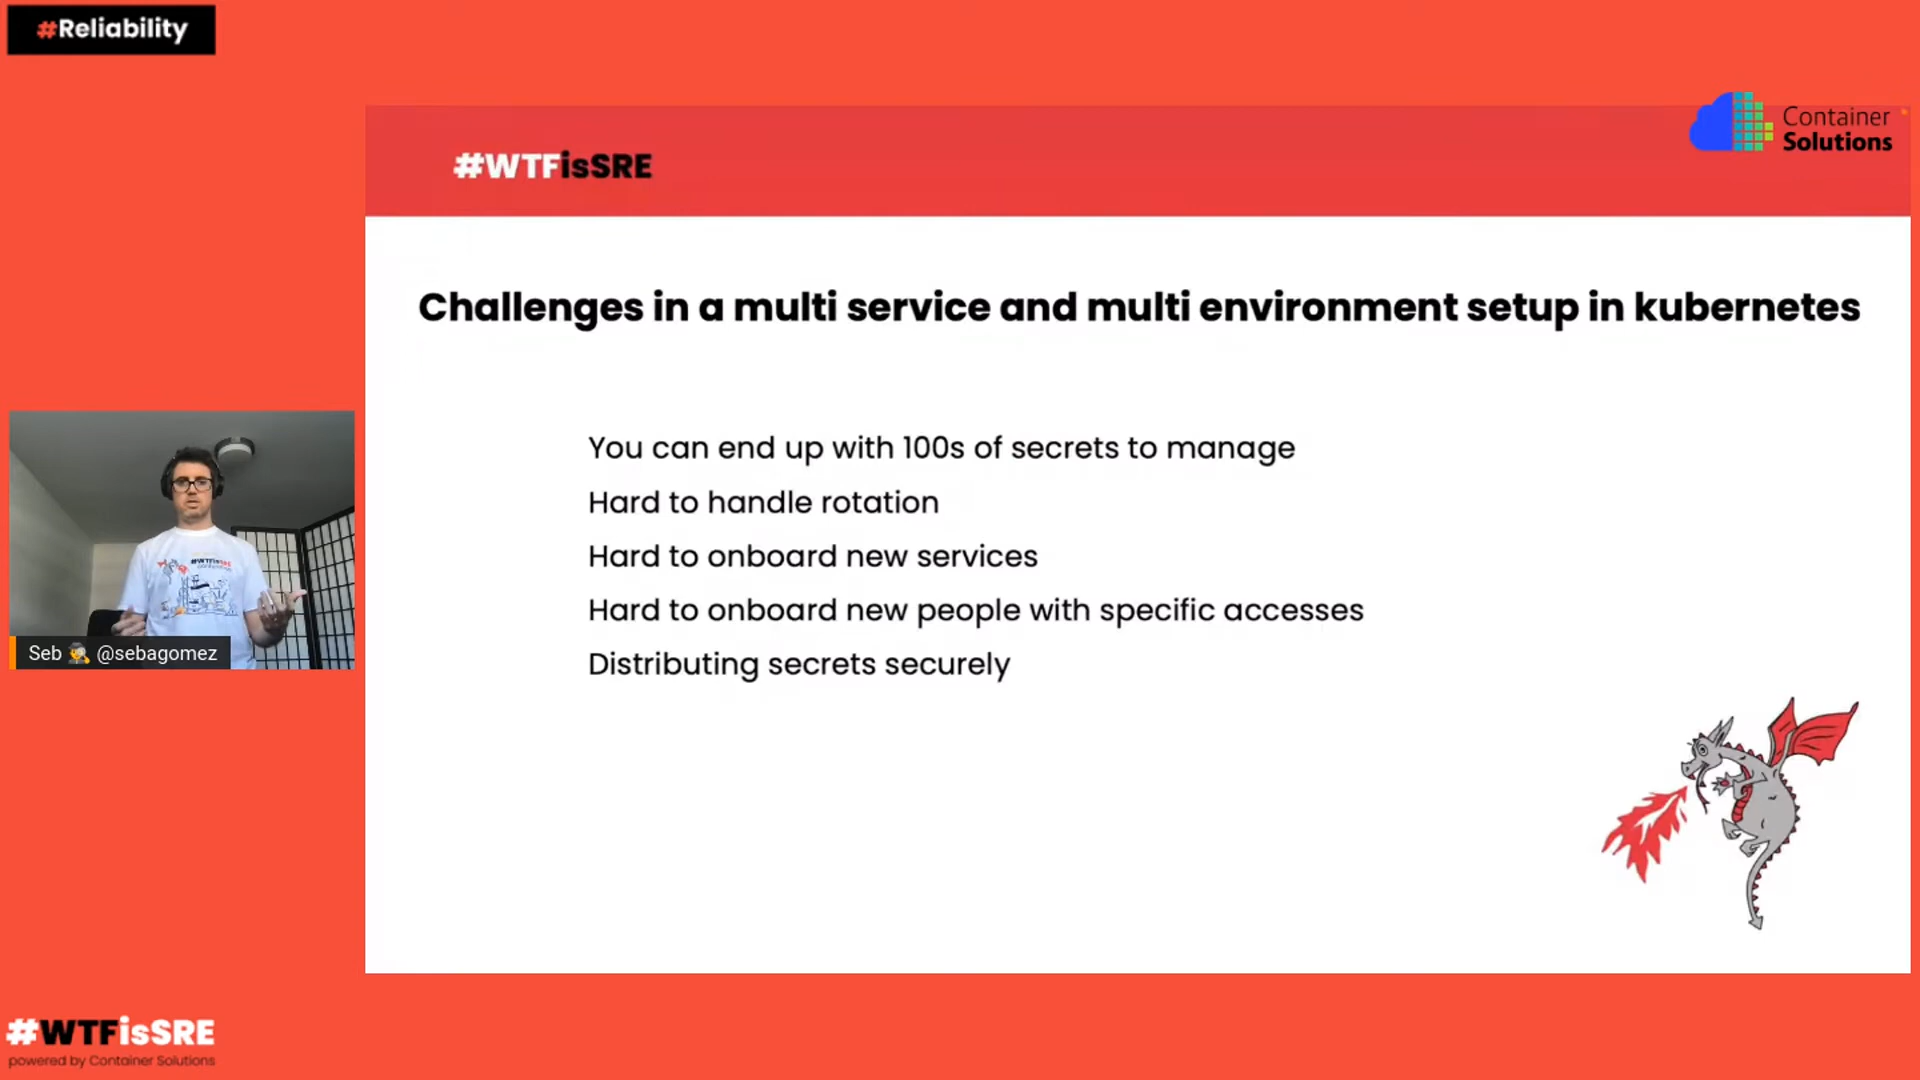 #Reliability
Container
Solutions
#WTFisSRE
Challenges in a multi service and multi environment setup in kubernetes
You can end up with 100s of secrets to manage
Hard to handle rotation
Hard to onboard new services
Hard to onboard new people with specific accesses
Distributing secrets securely
#WTFisSRE
Seb @sebagomez
#WTFisSRE
powered by Container Solutions